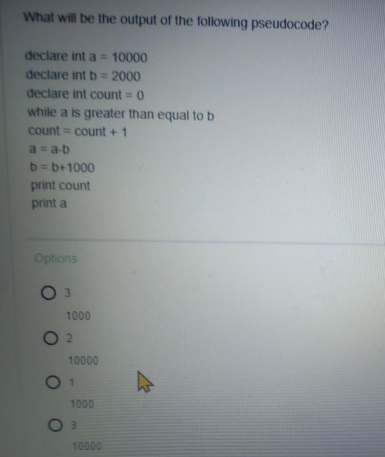 What will be the output of the following pseudocode?
declare int a = 10000
declare int b = 2000
declare int count = 0
while a is greater than equal to b
count = count + 1
a = a-b
b = b+1000
print count
print a
Options
3
1000
2
10000
1
1000
3
10000